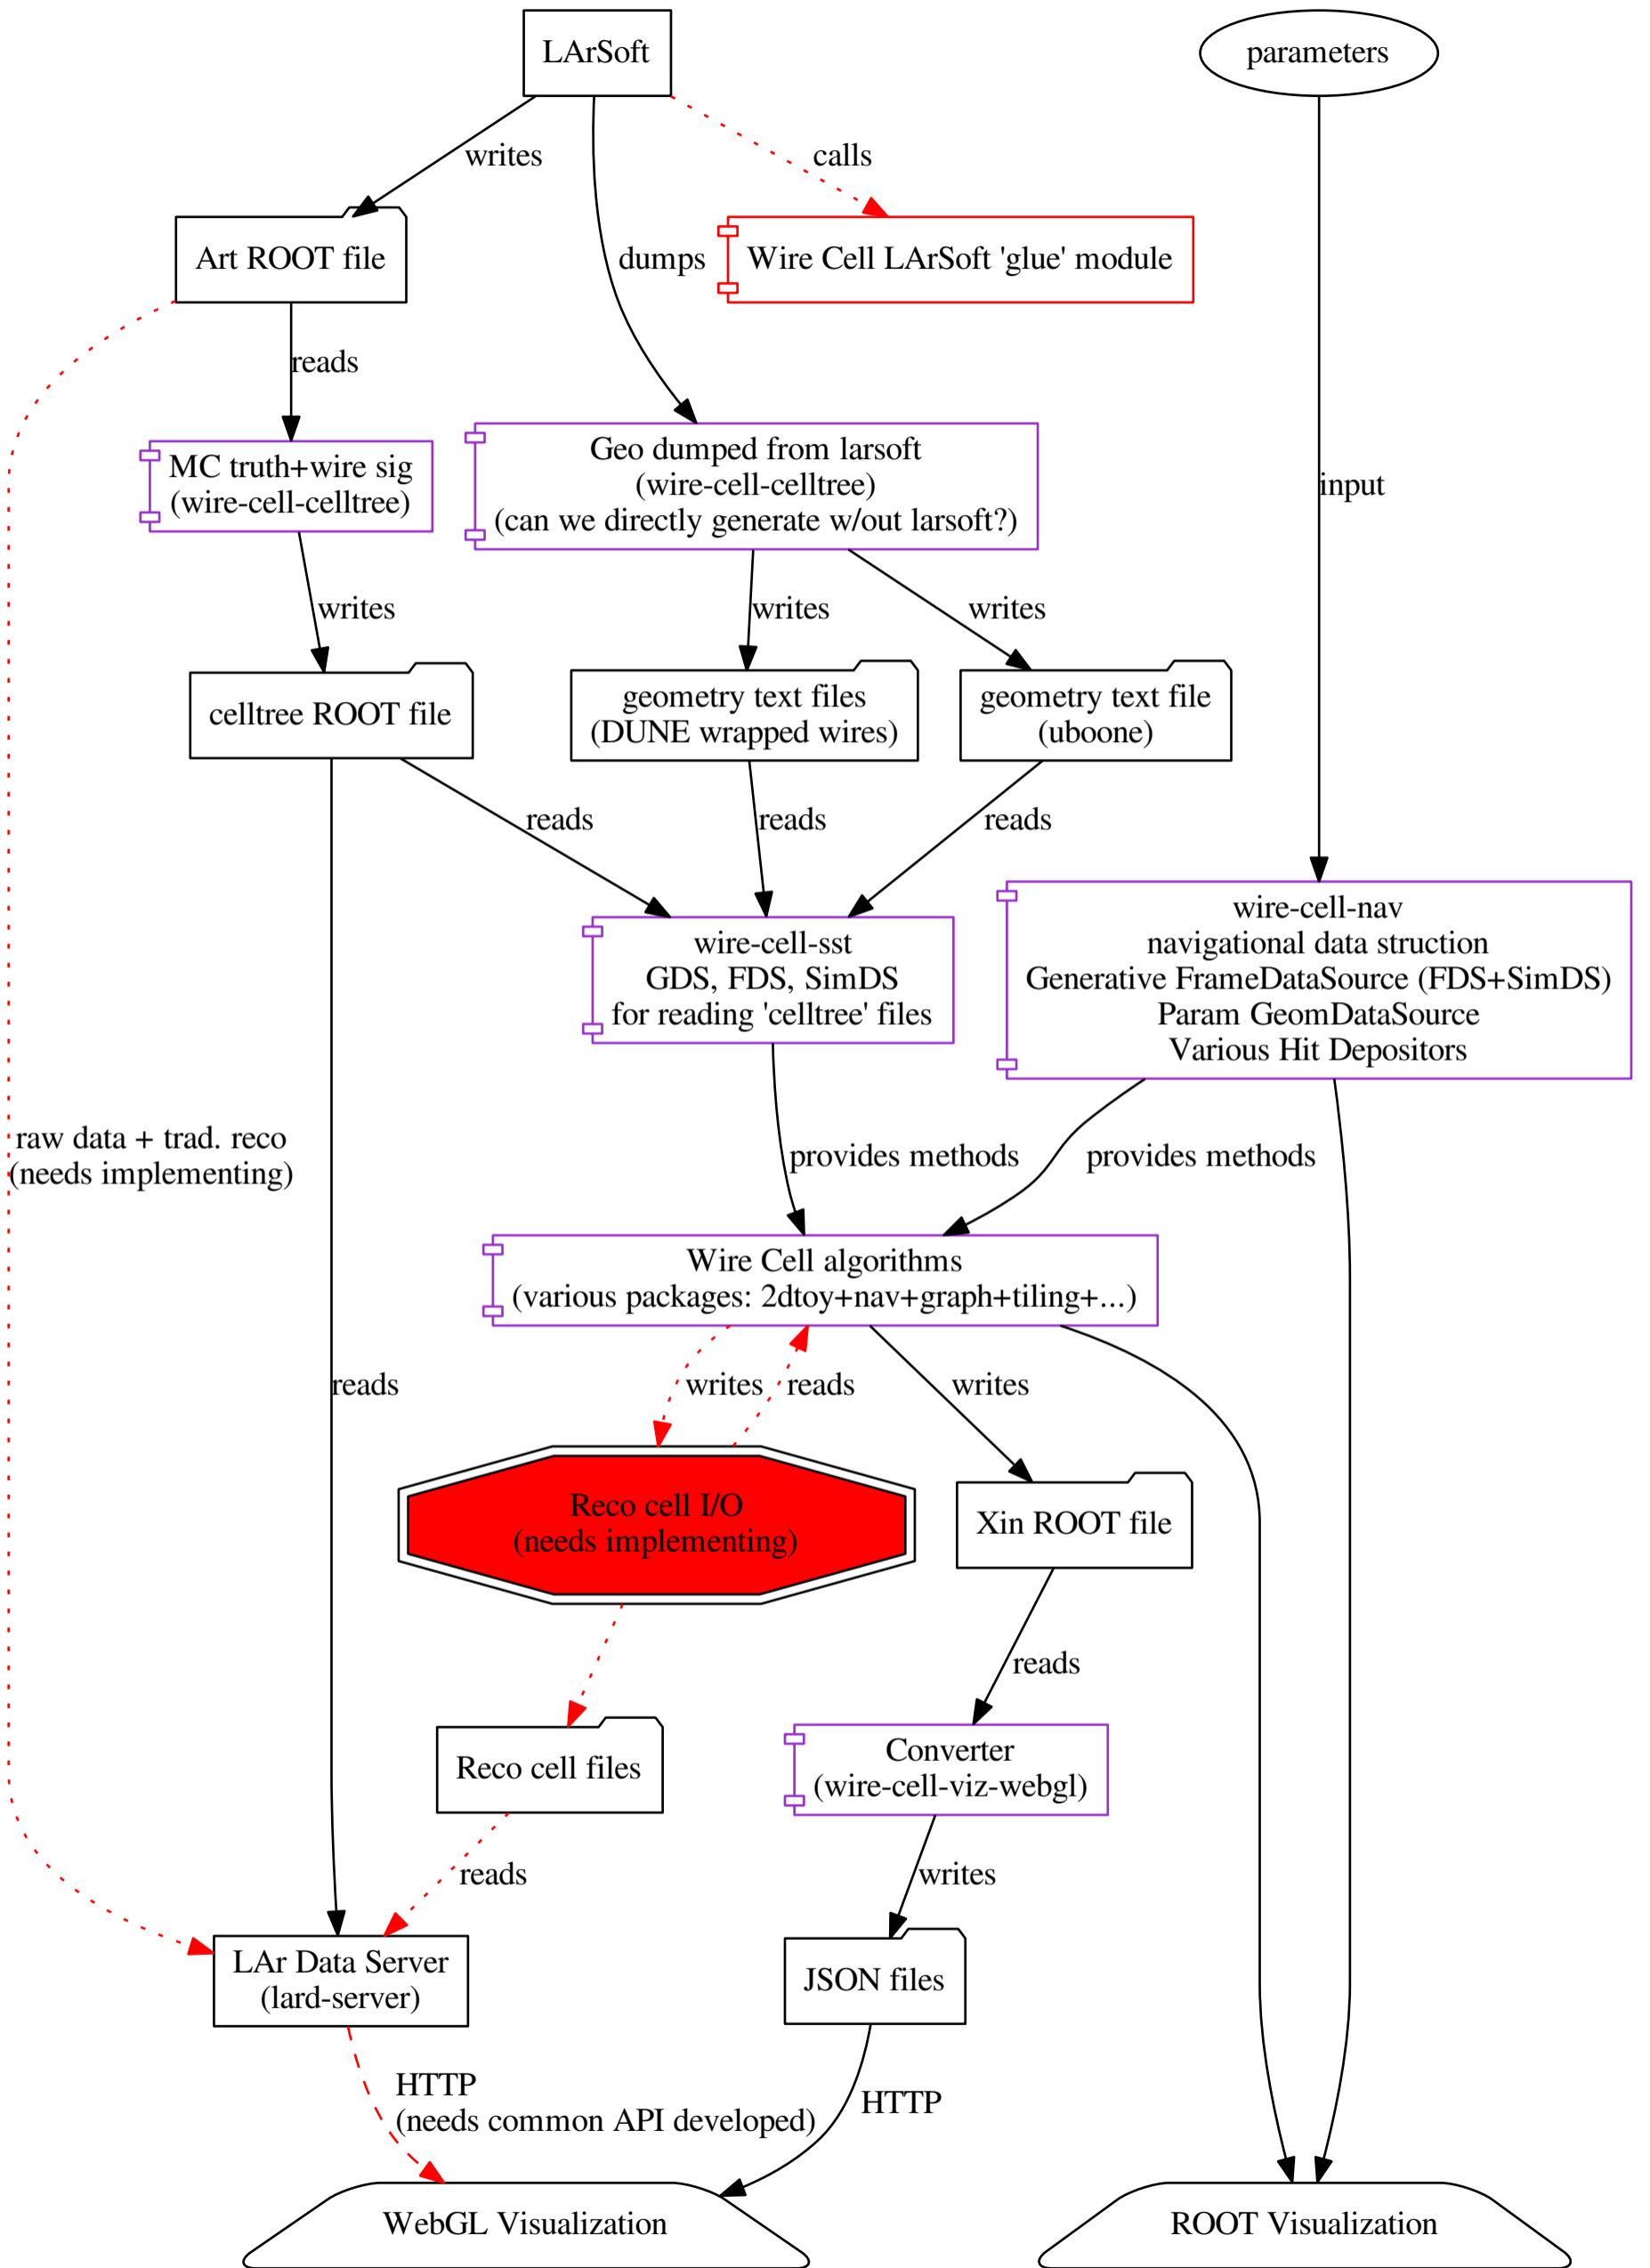 LArSoft
parameters
writes
calls
Art ROOT file
dumps
Wire Cell LArSoft 'glue' module
reads
MC truth+wire sig
(wire-cell-celltree)
Geo dumped from larsoft
(wire-cell-celltree)
(can we directly generate w/out larsoft?)
input
writes
writes
writes
celltree ROOT file
geometry text files
(DUNE wrapped wires)
geometry text file
(uboone)
reads
reads
reads
wire-cell-sst
GDS, FDS, SimDS
for reading 'celltree' files
wire-cell-nav
navigational data struction
Generative FrameDataSource (FDS+SimDS)
Param GeomDataSource
Various Hit Depositors
raw data + trad. reco
(needs implementing)
provides methods
provides methods
Wire Cell algorithms
(various packages: 2dtoy+nav+graph+tiling+...)
reads
writes
reads
writes
Reco cell I/O
(needs implementing)
Xin ROOT file
reads
Reco cell files
Converter
(wire-cell-viz-webgl)
reads
writes
LAr Data Server
(lard-server)
JSON files
HTTP
(needs common API developed)
HTTP
WebGL Visualization
ROOT Visualization